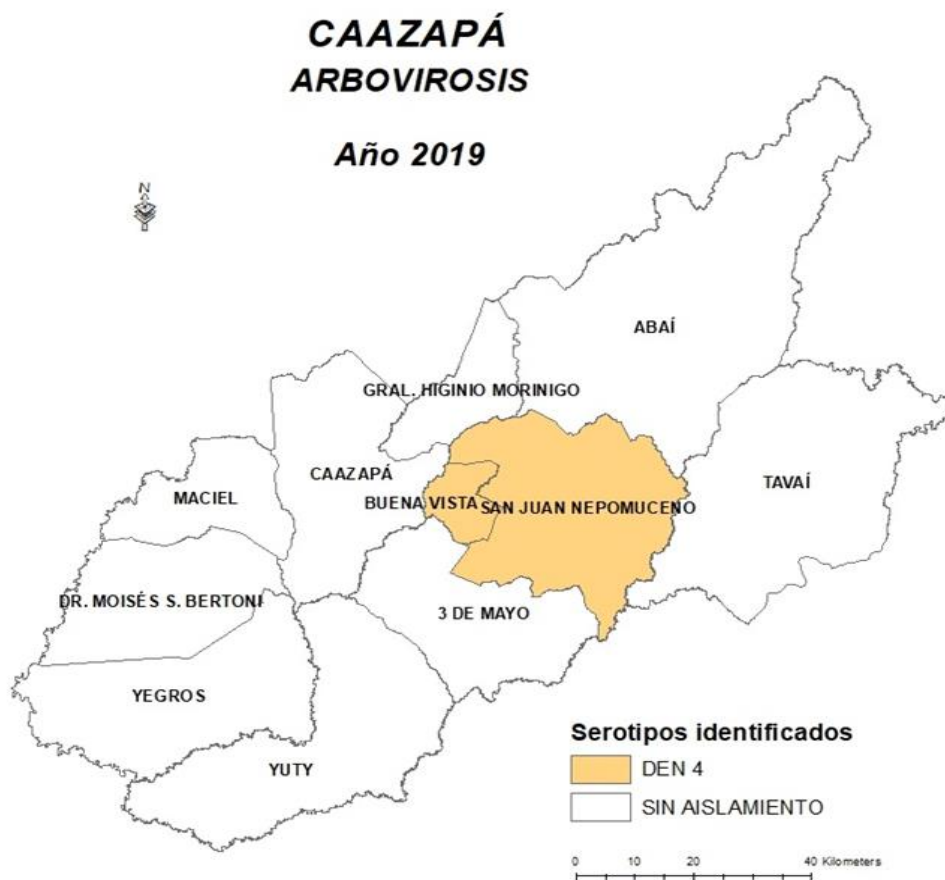 CAAZAPÁ
ARBOVIROSIS
Año 2019
N
ABAÍ
GRAL. HIGINIO MORINIGO
CAAZAPÁ
TAVAÍ
MACIEL
BUENA VISTA
SAN JUAN NEPOMUCENO
DR. MOISÉS S. BERTONI
3 DE MAYO
YEGROS
YUTY
Serotipos identificados
DEN 4
SIN AISLAMIENTO
0 10 20 40 Kilometers